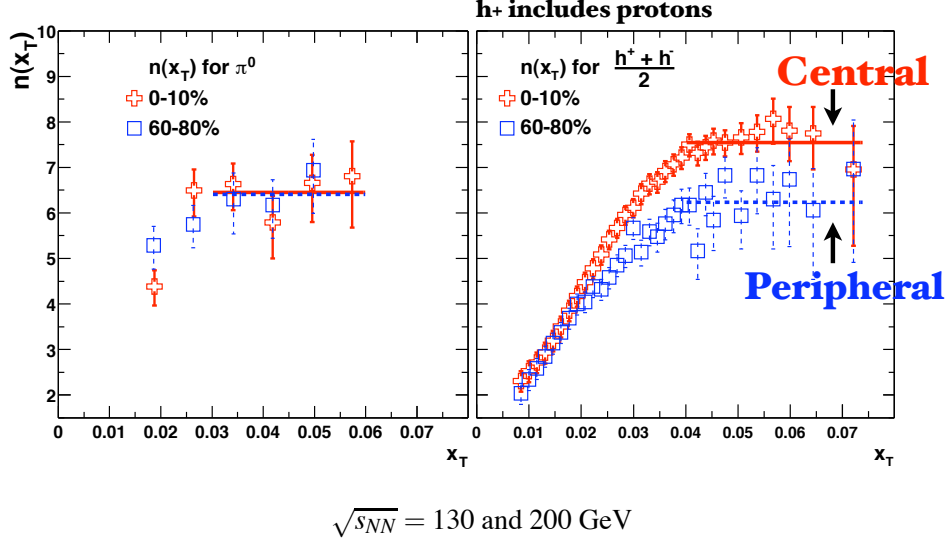 h+ includes protons
n(x_T)
10
9
8
7
6
5
4
3
2
n(x_T) for π⁰
0-10%
60-80%
0 0.01 0.02 0.03 0.04 0.05 0.06 0.07
x_T
n(x_T) for (h⁺ + h⁻)/2
0-10%
60-80%
Central
Peripheral
0 0.01 0.02 0.03 0.04 0.05 0.06 0.07
x_T
√s_NN = 130 and 200 GeV